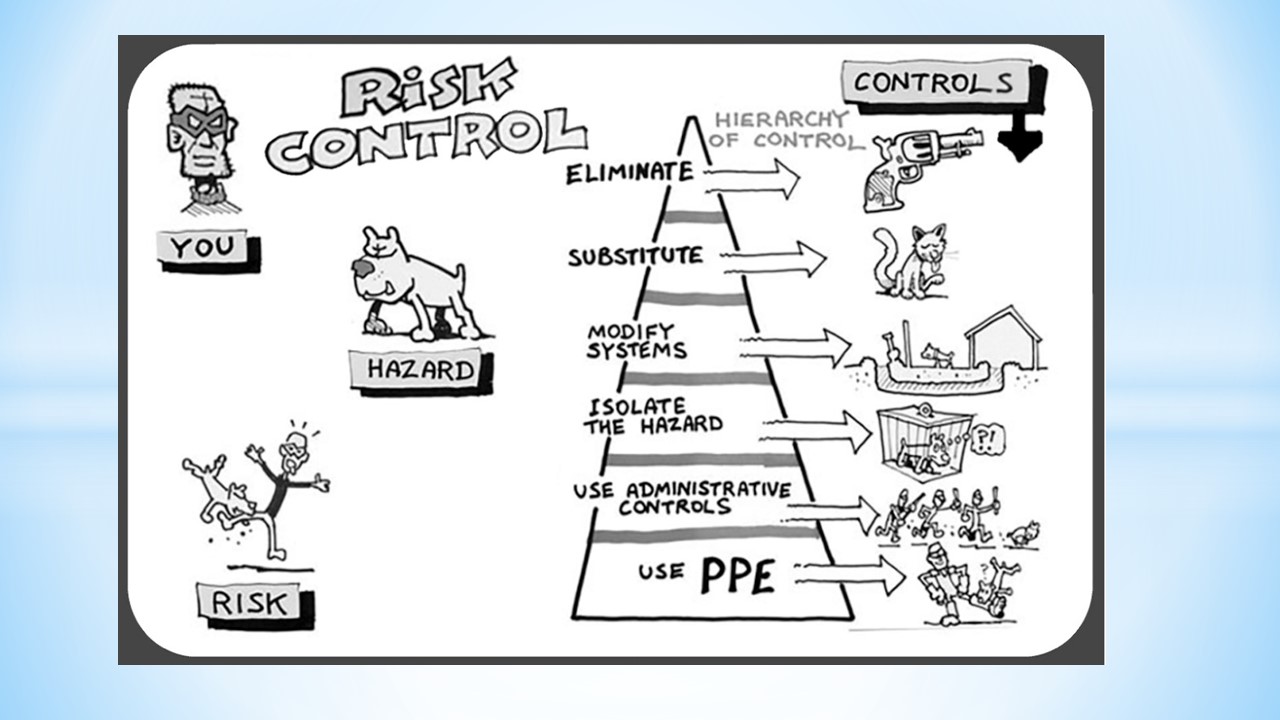 RiSK
CONTROL
YOU
HAZARD
RISK
HIERARCHY
OF CONTROL
CONTROLS
ELIMINATE
SUBSTITUTE
MODIFY
SYSTEMS
ISOLATE
THE HAZARD
?!
USE ADMINISTRATIVE
CONTROLS
USE PPE